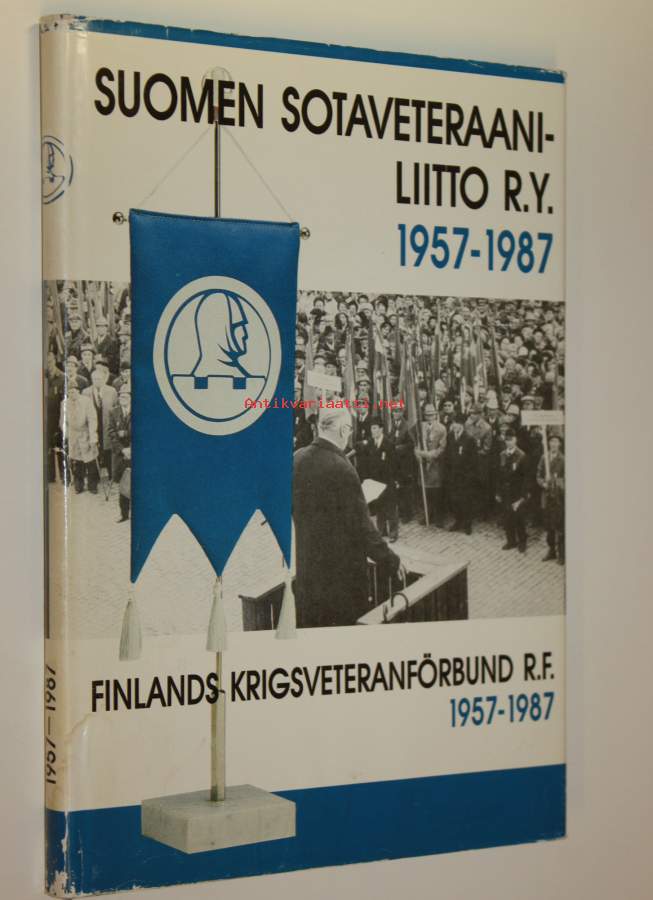 SUOMEN SOTAVETERAANI-
LIITTO R.Y.
1957-1987
Antikvariaatti.net
FINLANDS KRIGSVETERANFÖRBUND R.F.
1957-1987
1957–1987